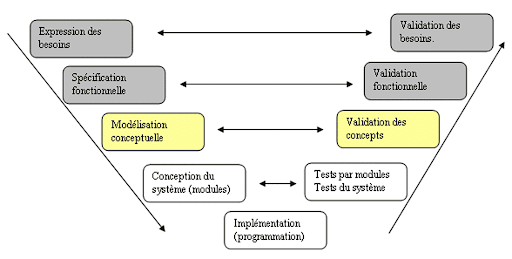 Expression des
besoins
Validation des
besoins.
Spécification
fonctionnelle
Validation
fonctionnelle
Modélisation
conceptuelle
Validation des
concepts
Conception du
système (modules)
Tests par modules
Tests du système
Implémentation
(programmation)